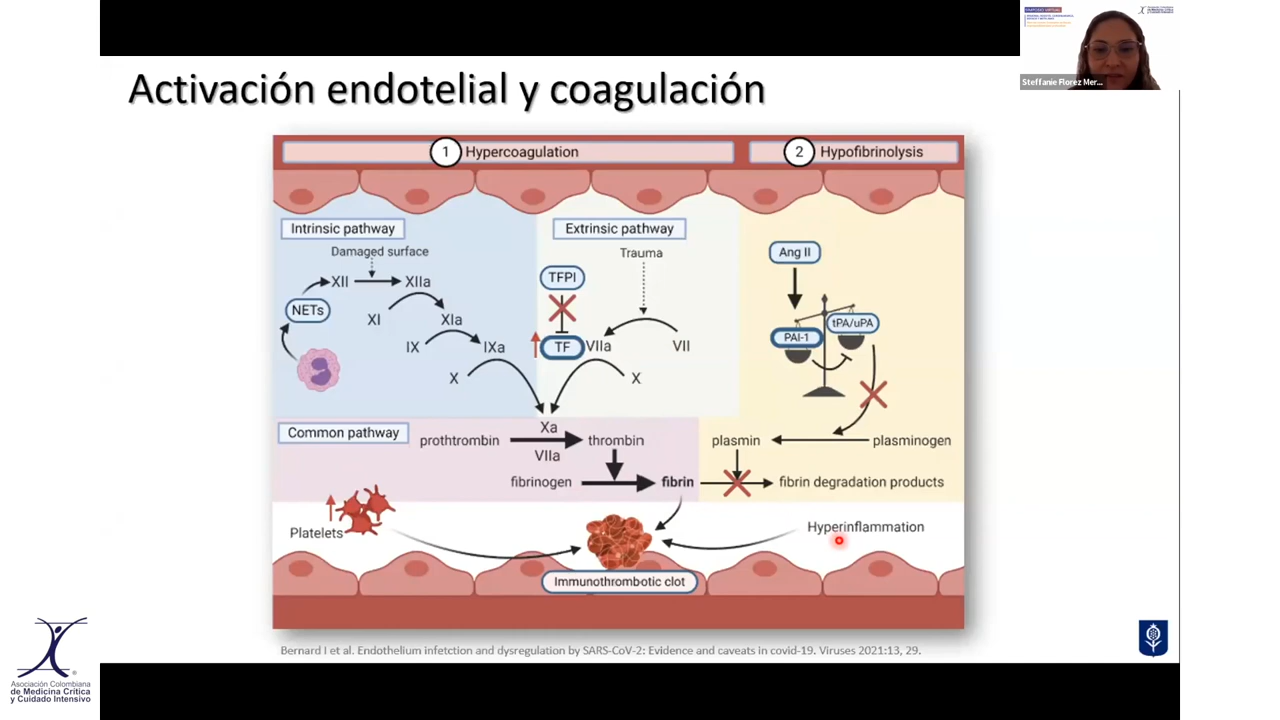 SIMPOSIO VIRTUAL
Steffanie Florez Mer...
Activación endotelial y coagulación
1 Hypercoagulation
2 Hypofibrinolysis
Intrinsic pathway
Damaged surface
XII
XIIa
NETs
XI
XIa
IX
IXa
X
Extrinsic pathway
Trauma
TFPI
TF
VIIa
VII
X
Ang II
PAI-1
tPA/uPA
Common pathway
Xa
prothtrombin
thrombin
VIIa
fibrinogen
fibrin
plasmin
plasminogen
fibrin degradation products
Platelets
Hyperinflammation
Immunothrombotic clot
Bernard I et al. Endothelium infetction and dysregulation by SARS-CoV-2: Evidence and caveats in covid-19. Viruses 2021:13, 29.
Asociación Colombiana
de Medicina Crítica
y Cuidado Intensivo